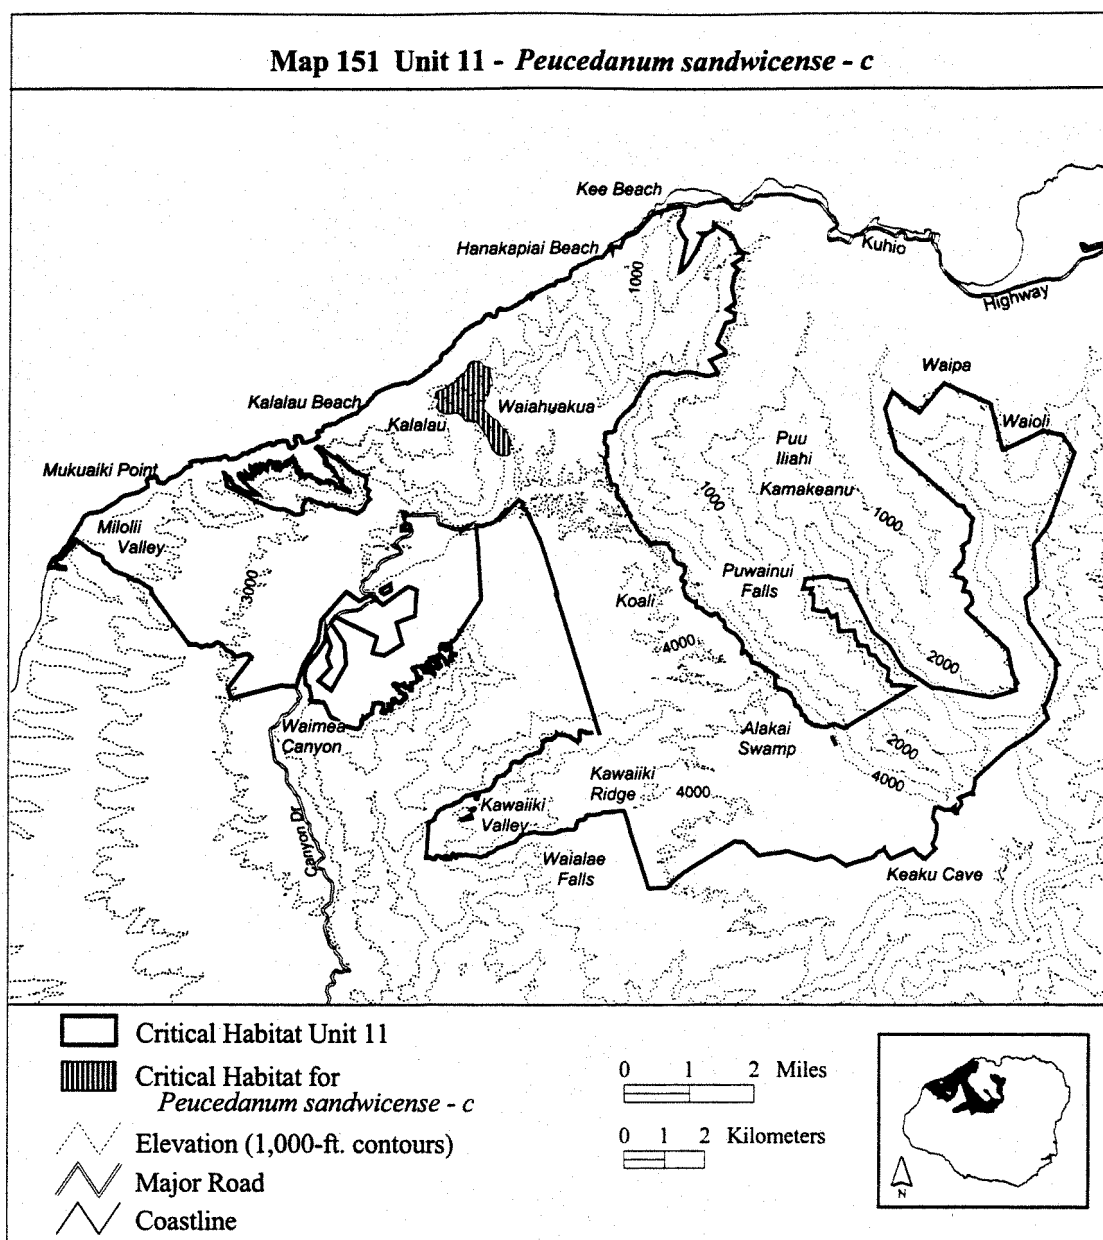 Map 151 Unit 11 - Peucedanum sandwicense - c
Kee Beach
Hanakapiai Beach
Kuhio
Highway
1000
Waipa
Kalalau Beach
Waiahuakua
Kalalau
Waioli
Puu
Iliahi
Kamakeanu
Mukuaiki Point
1000
1000
Milolii
Valley
3000
Puwainui
Falls
Koali
4000
2000
Waimea
Canyon
Alakai
Swamp
2000
4000
Kawaiiki
Ridge
4000
Kawaiiki
Valley
Canyon Dr
Waialae
Falls
Keaku Cave
Critical Habitat Unit 11
Critical Habitat for
Peucedanum sandwicense - c
Elevation (1,000-ft. contours)
Major Road
Coastline
0 1 2 Miles
0 1 2 Kilometers
N